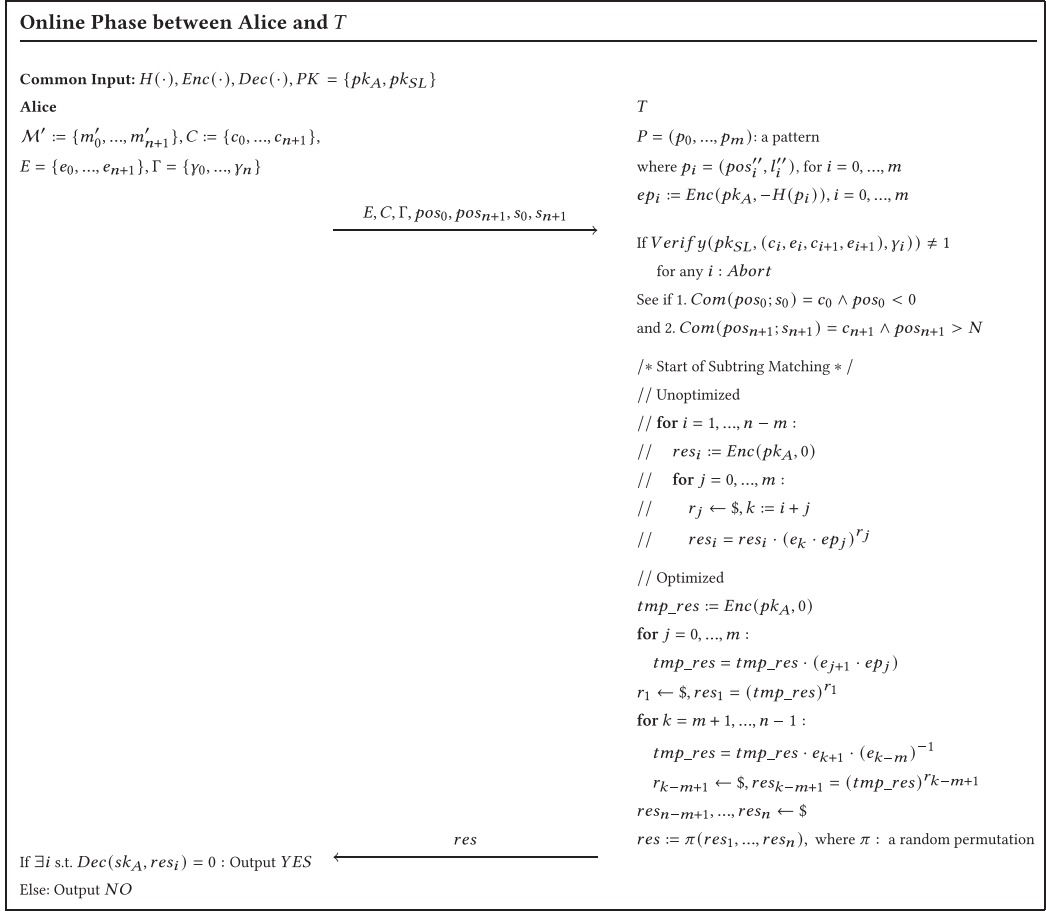 Online Phase between Alice and T
Common Input: H(·), Enc(·), Dec(·), PK = {pk_A, pk_SL}
Alice
M′ := {m′_0, ..., m′_{n+1}}, C := {c_0, ..., c_{n+1}},
E = {e_0, ..., e_{n+1}}, Γ = {γ_0, ..., γ_n}
T
P = (p_0, ..., p_m): a pattern
where p_i = (pos″_i, l″_i), for i = 0, ..., m
ep_i := Enc(pk_A, −H(p_i)), i = 0, ..., m
E, C, Γ, pos_0, pos_{n+1}, s_0, s_{n+1}
If Verify(pk_SL, (c_i, e_i, c_{i+1}, e_{i+1}), γ_i)) ≠ 1
for any i : Abort
See if 1. Com(pos_0; s_0) = c_0 ∧ pos_0 < 0
and 2. Com(pos_{n+1}; s_{n+1}) = c_{n+1} ∧ pos_{n+1} > N
/∗ Start of Subtring Matching ∗ /
// Unoptimized
// for i = 1, ..., n − m :
// res_i := Enc(pk_A, 0)
// for j = 0, ..., m :
// r_j ← $, k := i + j
// res_i = res_i · (e_k · ep_j)^{r_j}
// Optimized
tmp_res := Enc(pk_A, 0)
for j = 0, ..., m :
tmp_res = tmp_res · (e_{j+1} · ep_j)
r_1 ← $, res_1 = (tmp_res)^{r_1}
for k = m + 1, ..., n − 1 :
tmp_res = tmp_res · e_{k+1} · (e_{k−m})^{−1}
r_{k−m+1} ← $, res_{k−m+1} = (tmp_res)^{r_{k−m+1}}
res_{n−m+1}, ..., res_n ← $
res := π(res_1, ..., res_n), where π : a random permutation
res
If ∃i s.t. Dec(sk_A, res_i) = 0 : Output YES
Else: Output NO